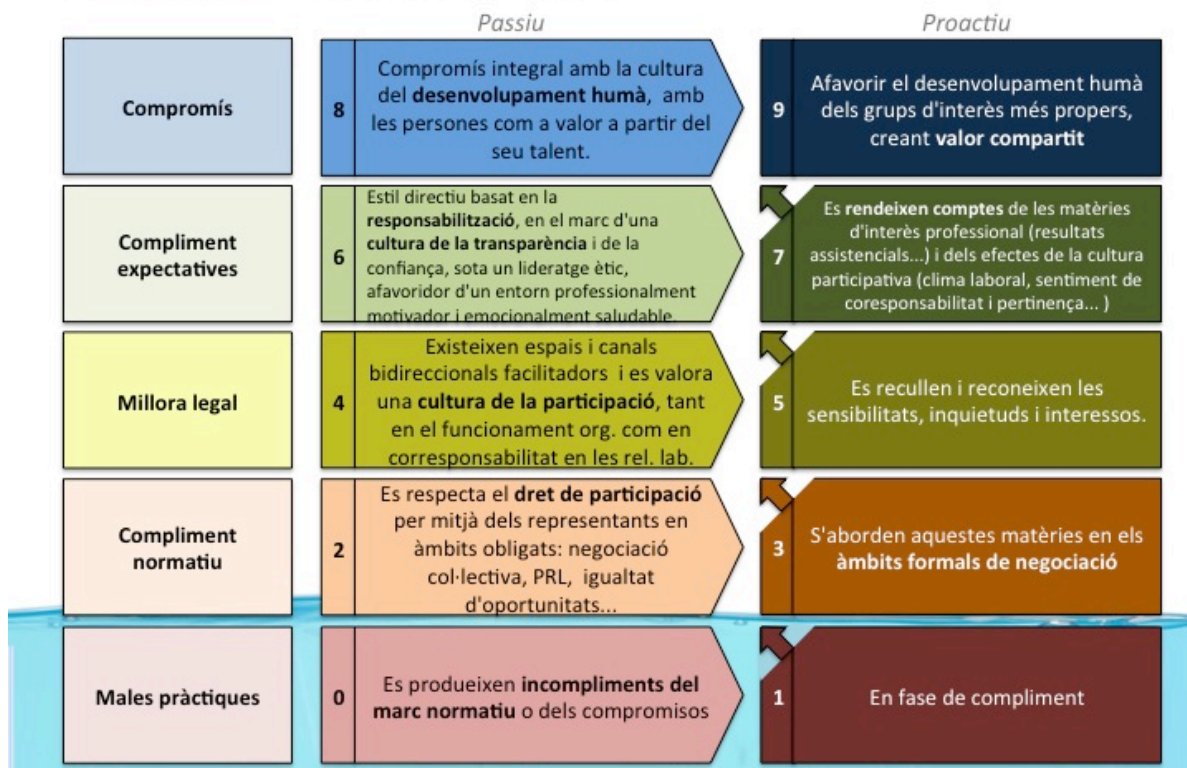 Passiu
Proactiu
Compromís
8
Compromís integral amb la cultura
del desenvolupament humà, amb
les persones com a valor a partir del
seu talent.
9
Afavorir el desenvolupament humà
dels grups d'interès més propers,
creant valor compartit
Compliment
expectatives
6
Estil directiu basat en la
responsabilització, en el marc d'una
cultura de la transparència i de la
confiança, sota un lideratge ètic,
afavoridor d'un entorn professionalment
motivador i emocionalment saludable.
7
Es rendeixen comptes de les matèries
d'interès professional (resultats
assistencials...) i dels efectes de la cultura
participativa (clima laboral, sentiment de
coresponsabilitat i pertinença... )
Millora legal
4
Existeixen espais i canals
bidireccionals facilitadors i es valora
una cultura de la participació, tant
en el funcionament org. com en
corresponsabilitat en les rel. lab.
5
Es recullen i reconeixen les
sensibilitats, inquietuds i interessos.
Compliment
normatiu
2
Es respecta el dret de participació
per mitjà dels representants en
àmbits obligats: negociació
col·lectiva, PRL, igualtat
d'oportunitats...
3
S'aborden aquestes matèries en els
àmbits formals de negociació
Males pràctiques
0
Es produeixen incompliments del
marc normatiu o dels compromisos
1
En fase de compliment